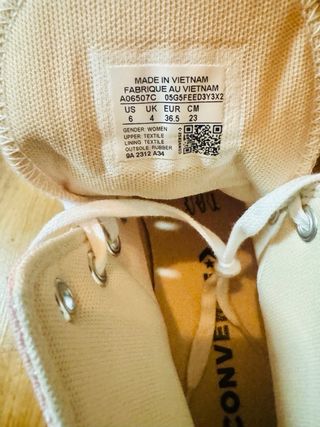 MADE IN VIETNAM
FABRIQUE AU VIETNAM
A06507C 05G5FEED3Y3X2
US UK EUR CM
6 4 36.5 23
GENDER: WOMEN
UPPER: TEXTILE
LINING: TEXTILE
OUTSOLE: RUBBER
9A 2312 A34
CONVERSE
CONVERSE